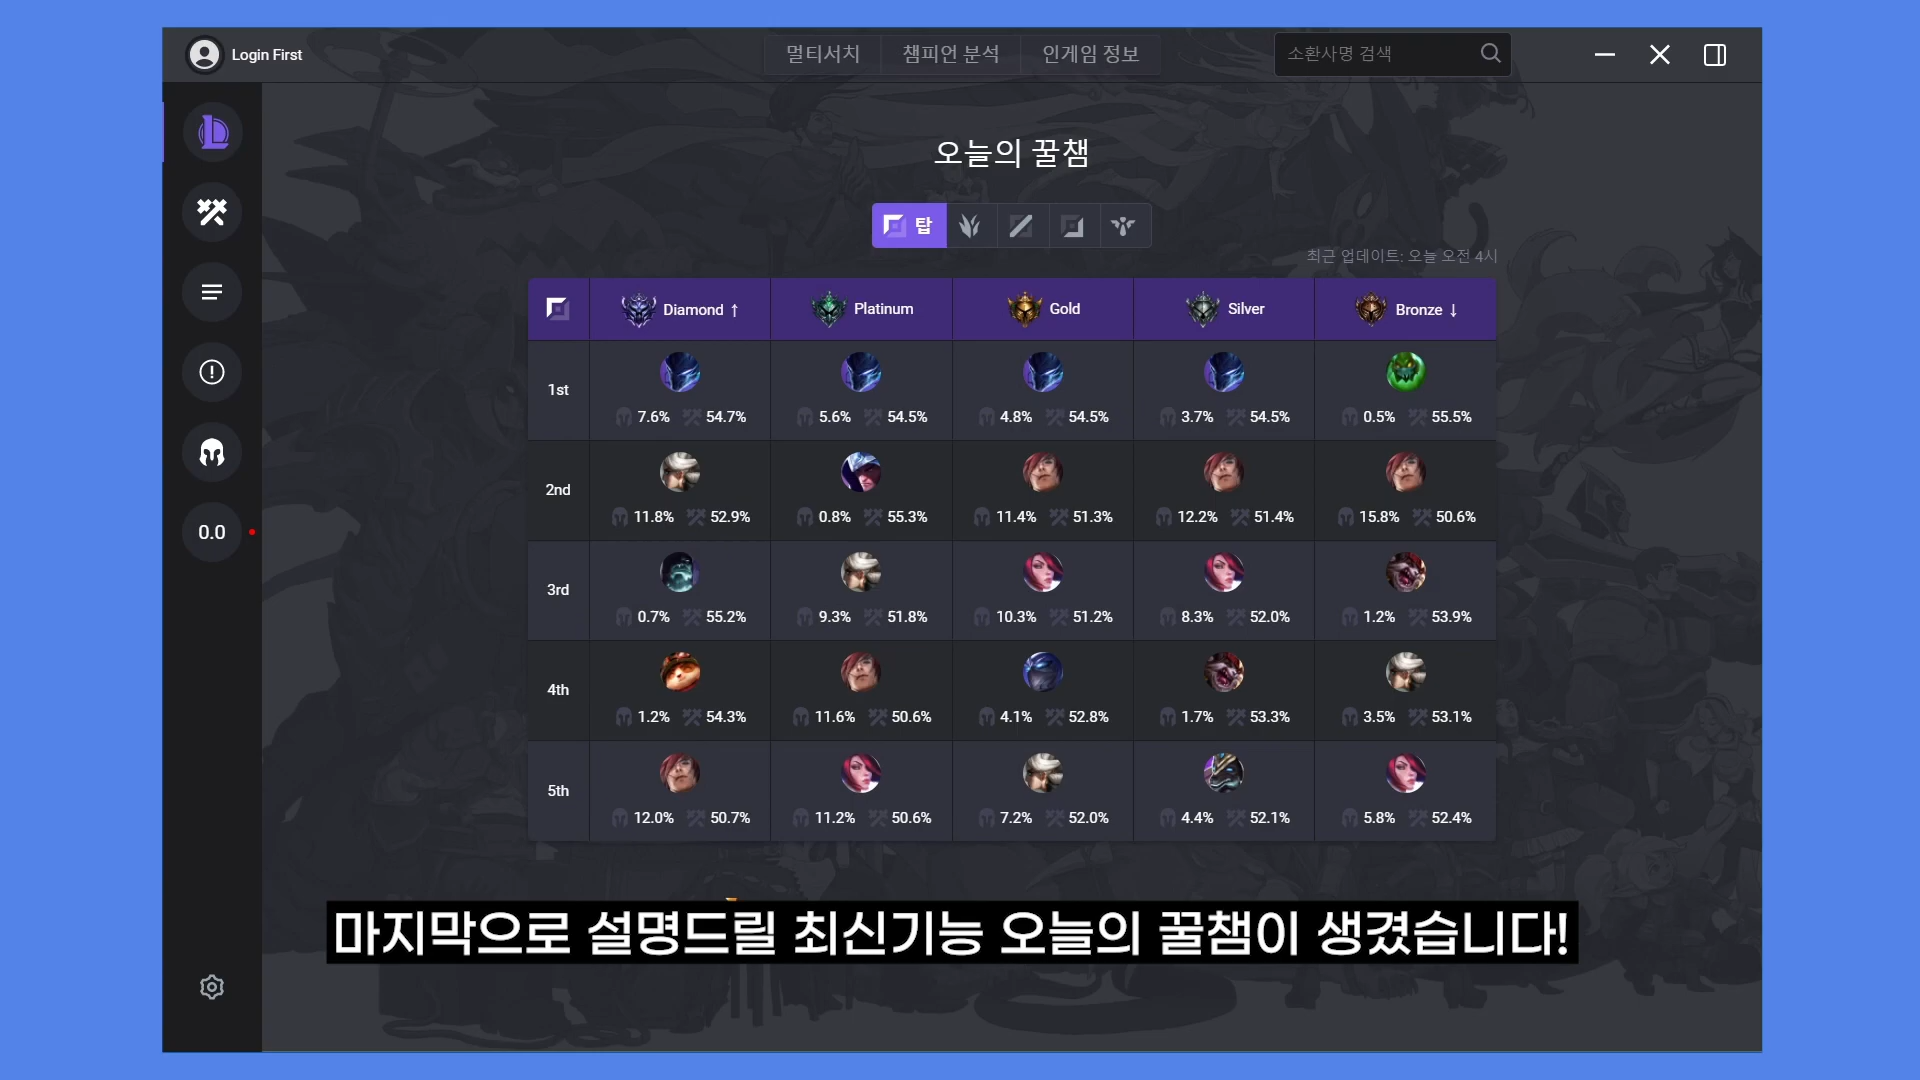 Login First
멀티서치 챔피언 분석 인게임 정보
소환사명 검색
오늘의 꿀챔
탑
최근 업데이트: 오늘 오전 4시
Diamond ↑ Platinum Gold Silver Bronze ↓
1st 7.6% 54.7% 5.6% 54.5% 4.8% 54.5% 3.7% 54.5% 0.5% 55.5%
2nd 11.8% 52.9% 0.8% 55.3% 11.4% 51.3% 12.2% 51.4% 15.8% 50.6%
3rd 0.7% 55.2% 9.3% 51.8% 10.3% 51.2% 8.3% 52.0% 1.2% 53.9%
4th 1.2% 54.3% 11.6% 50.6% 4.1% 52.8% 1.7% 53.3% 3.5% 53.1%
5th 12.0% 50.7% 11.2% 50.6% 7.2% 52.0% 4.4% 52.1% 5.8% 52.4%
0.0
마지막으로 설명드릴 최신기능 오늘의 꿀챔이 생겼습니다!